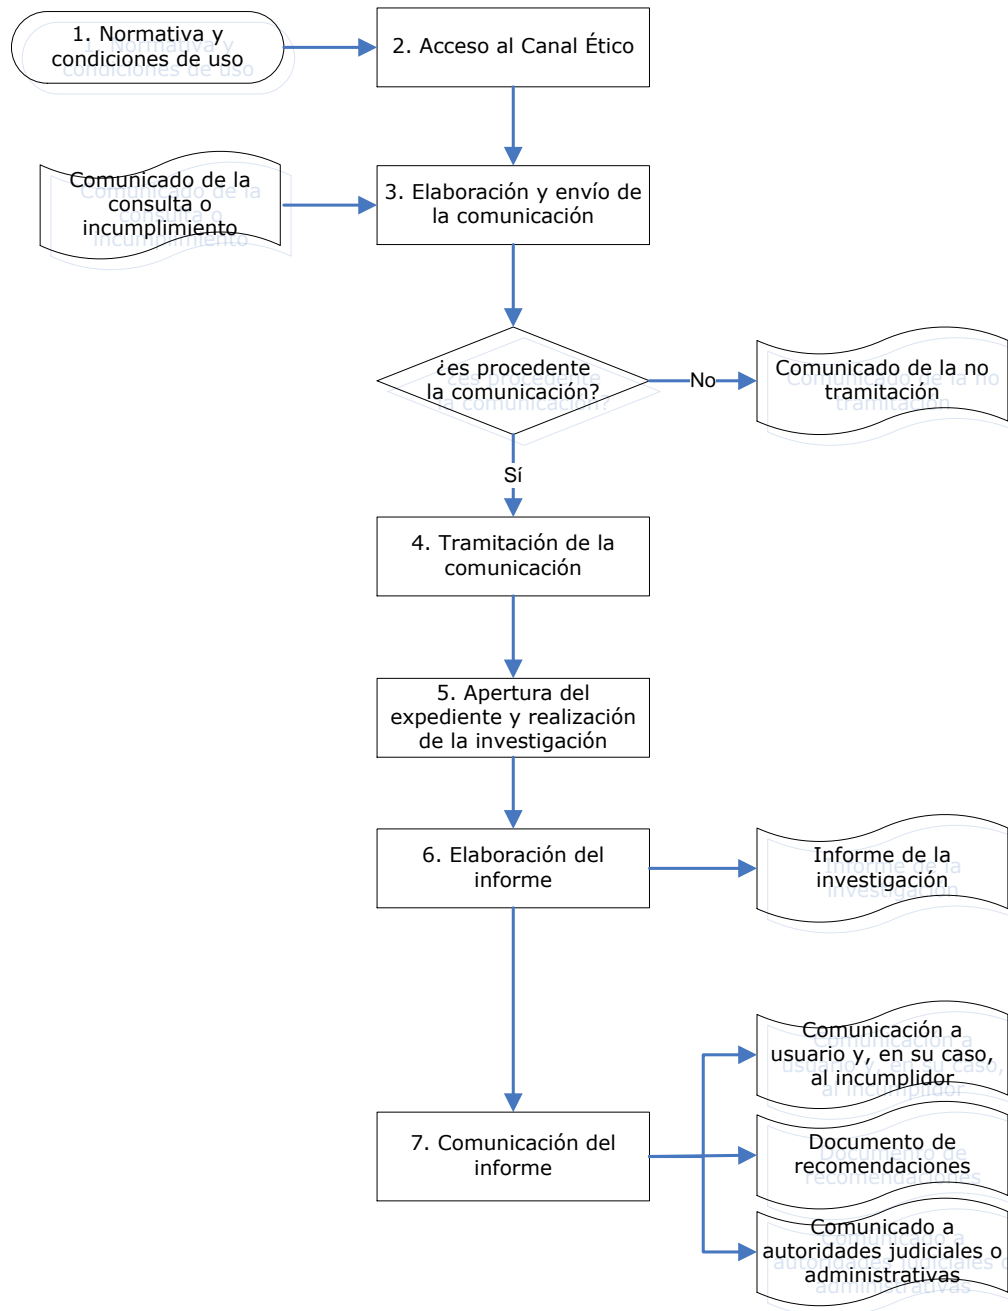 1. Normativa y
condiciones de uso
2. Acceso al Canal Ético
Comunicado de la
consulta o
incumplimiento
3. Elaboración y envío de
la comunicación
¿es procedente
la comunicación?
No
Comunicado de la no
tramitación
Sí
4. Tramitación de la
comunicación
5. Apertura del
expediente y realización
de la investigación
6. Elaboración del
informe
Informe de la
investigación
7. Comunicación del
informe
Comunicación a
usuario y, en su caso,
al incumplidor
Documento de
recomendaciones
Comunicado a
autoridades judiciales o
administrativas